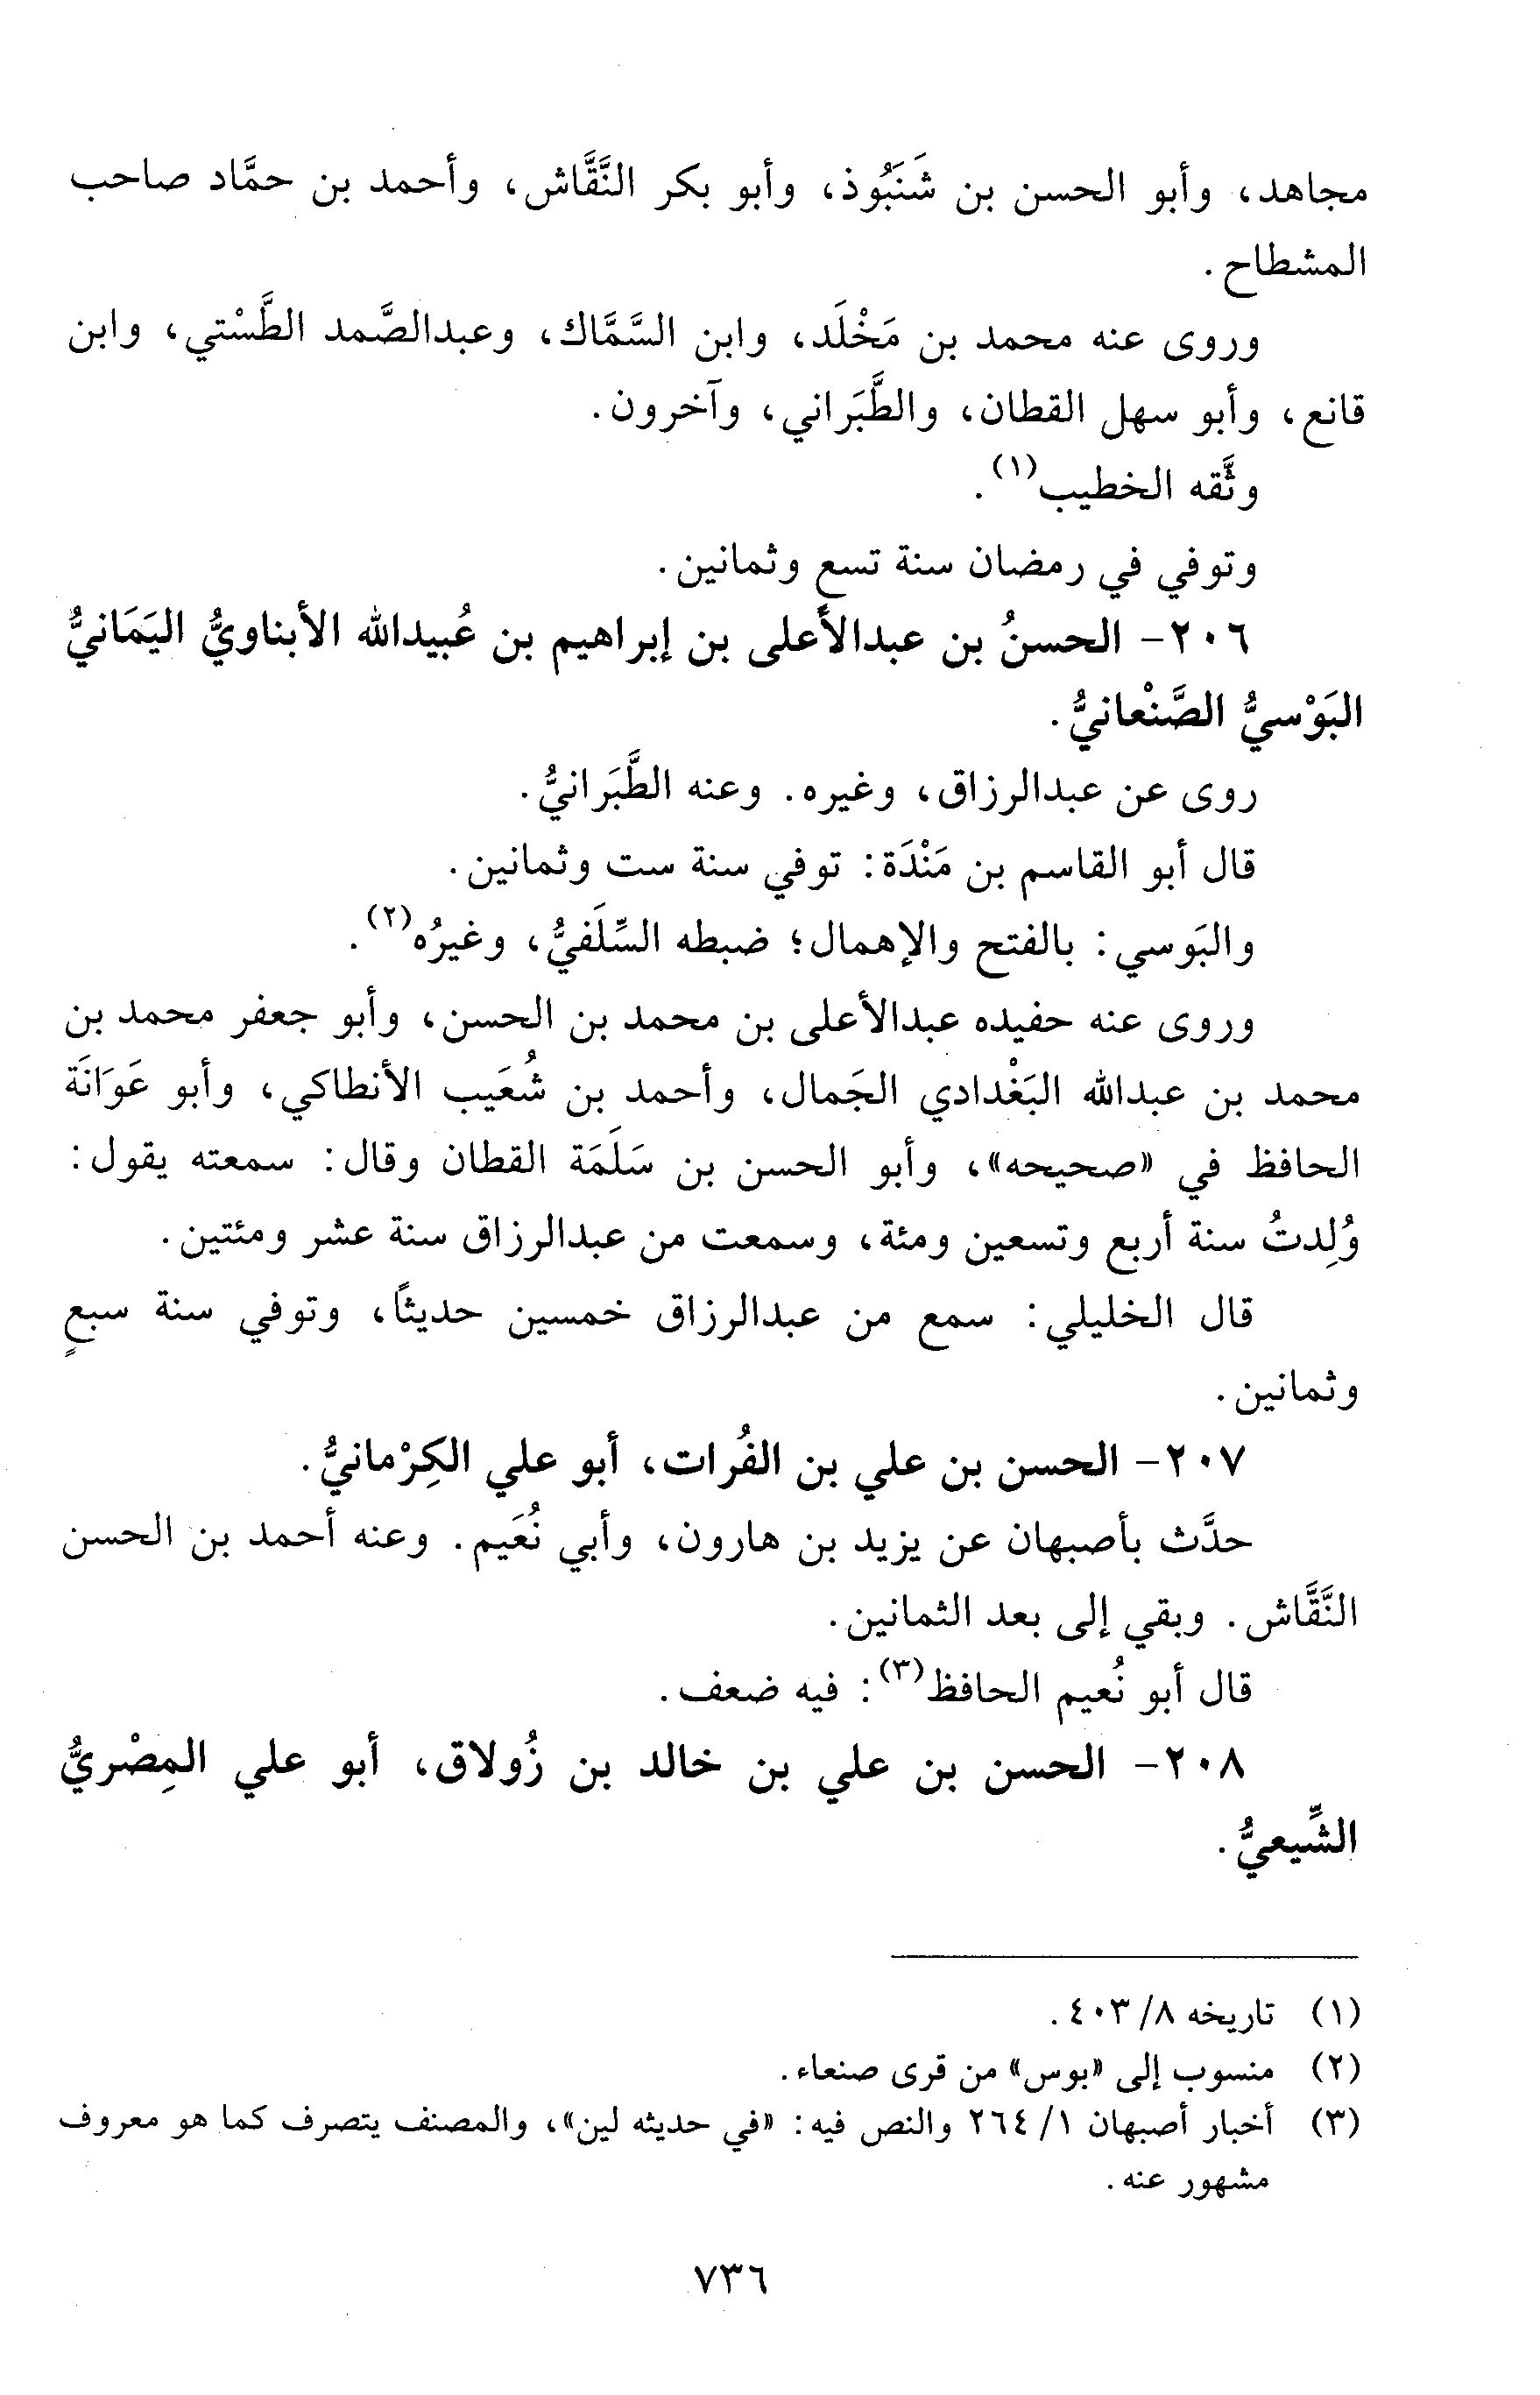 مجاهد، وأبو الحسن بن شَنَبُوذ، وأبو بكر النَّقَّاش، وأحمد بن حمَّاد صاحب
المشطاح.
وروى عنه محمد بن مَخْلَد، وابن السَّمَّاك، وعبدالصَّمد الطَّسْتي، وابن
قانع، وأبو سهل القطان، والطَّبَراني، وآخرون.
وثَّقه الخطيب(١).
وتوفي في رمضان سنة تسع وثمانين.
٢٠٦- الحسنُ بن عبدالأعلى بن إبراهيم بن عُبيدالله الأبناويُّ اليَمَانيُّ
البَوْسيُّ الصَّنْعانيُّ.
روى عن عبدالرزاق، وغيره. وعنه الطَّبَرانيُّ.
قال أبو القاسم بن مَنْدَة: توفي سنة ست وثمانين.
والبَوسي: بالفتح والإهمال؛ ضبطه السِّلَفيُّ، وغيرُه(٢).
وروى عنه حفيده عبدالأعلى بن محمد بن الحسن، وأبو جعفر محمد بن
محمد بن عبدالله البَغْدادي الجَمال، وأحمد بن شُعَيب الأنطاكي، وأبو عَوَانَة
الحافظ في «صحيحه»، وأبو الحسن بن سَلَمَة القطان وقال: سمعته يقول:
وُلِدتُ سنة أربع وتسعين ومئة، وسمعت من عبدالرزاق سنة عشر ومئتين.
قال الخليلي: سمع من عبدالرزاق خمسين حديثًا، وتوفي سنة سبعٍ
وثمانين.
٢٠٧- الحسن بن علي بن الفُرات، أبو علي الكِرْمانيُّ.
حدَّث بأصبهان عن يزيد بن هارون، وأبي نُعَيم. وعنه أحمد بن الحسن
النَّقَّاش. وبقي إلى بعد الثمانين.
قال أبو نُعيم الحافظ(٣): فيه ضعف.
٢٠٨- الحسن بن علي بن خالد بن زُولاق، أبو علي المِصْريُّ
الشِّيعيُّ.
(١) تاريخه ٨/ ٤٠٣.
(٢) منسوب إلى «بوس» من قرى صنعاء.
(٣) أخبار أصبهان ١/ ٢٦٤ والنص فيه: «في حديثه لين»، والمصنف يتصرف كما هو معروف
مشهور عنه.
٧٣٦